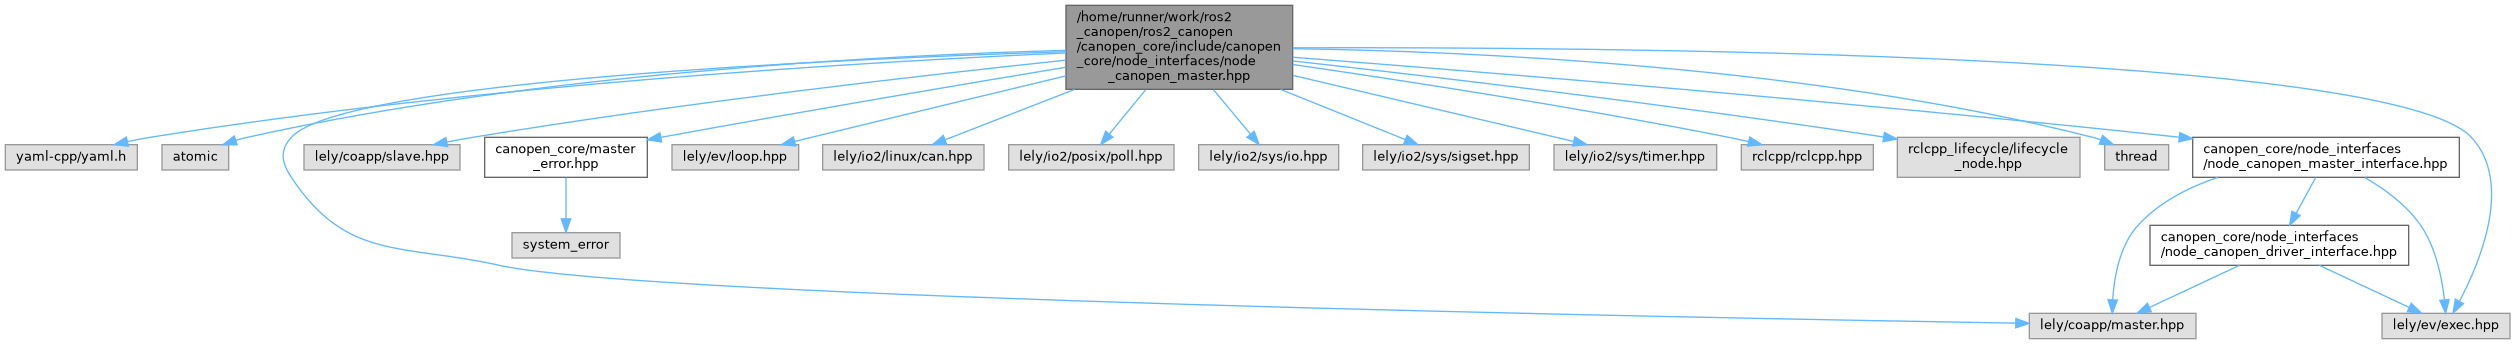 /home/runner/work/ros2
_canopen/ros2_canopen
/canopen_core/include/canopen
_core/node_interfaces/node
_canopen_master.hpp
yaml-cpp/yaml.h
atomic
lely/coapp/slave.hpp
canopen_core/master
_error.hpp
lely/ev/loop.hpp
lely/io2/linux/can.hpp
lely/io2/posix/poll.hpp
lely/io2/sys/io.hpp
lely/io2/sys/sigset.hpp
lely/io2/sys/timer.hpp
rclcpp/rclcpp.hpp
rclcpp_lifecycle/lifecycle
_node.hpp
thread
canopen_core/node_interfaces
/node_canopen_master_interface.hpp
system_error
canopen_core/node_interfaces
/node_canopen_driver_interface.hpp
lely/coapp/master.hpp
lely/ev/exec.hpp